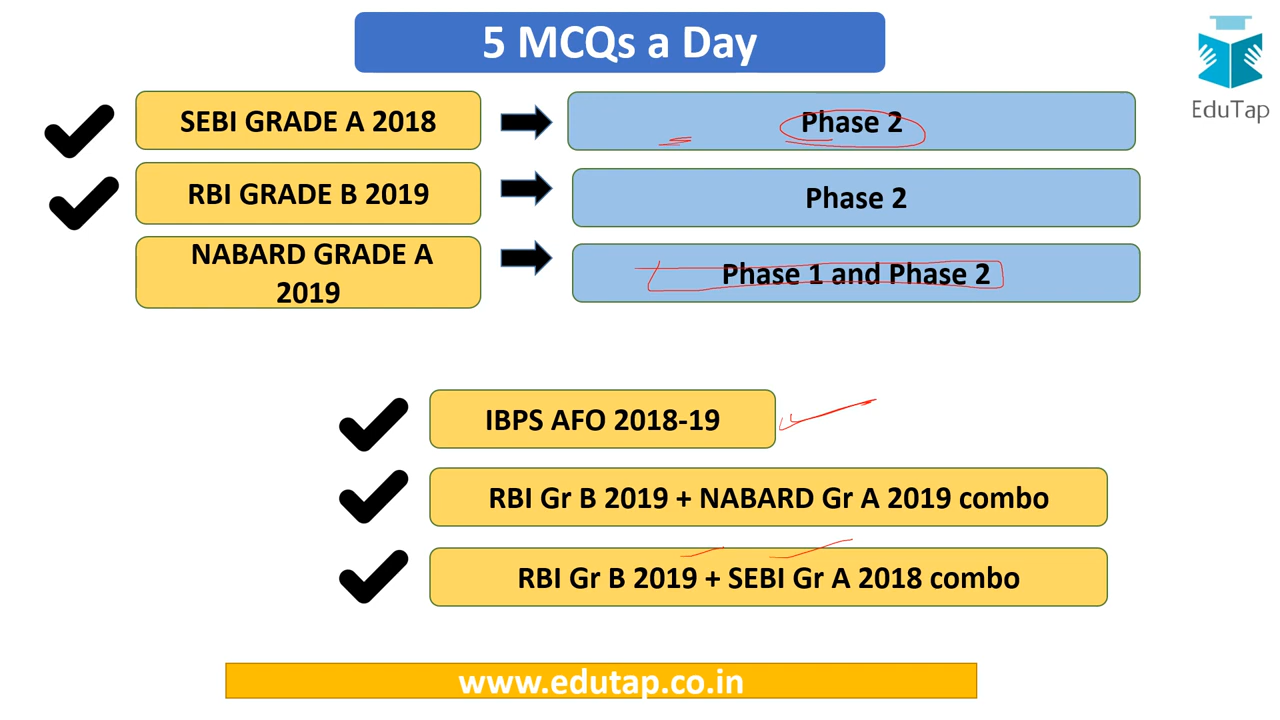 5 MCQs a Day
EduTap
SEBI GRADE A 2018
Phase 2
RBI GRADE B 2019
Phase 2
NABARD GRADE A
2019
Phase 1 and Phase 2
IBPS AFO 2018-19
RBI Gr B 2019 + NABARD Gr A 2019 combo
RBI Gr B 2019 + SEBI Gr A 2018 combo
www.edutap.co.in